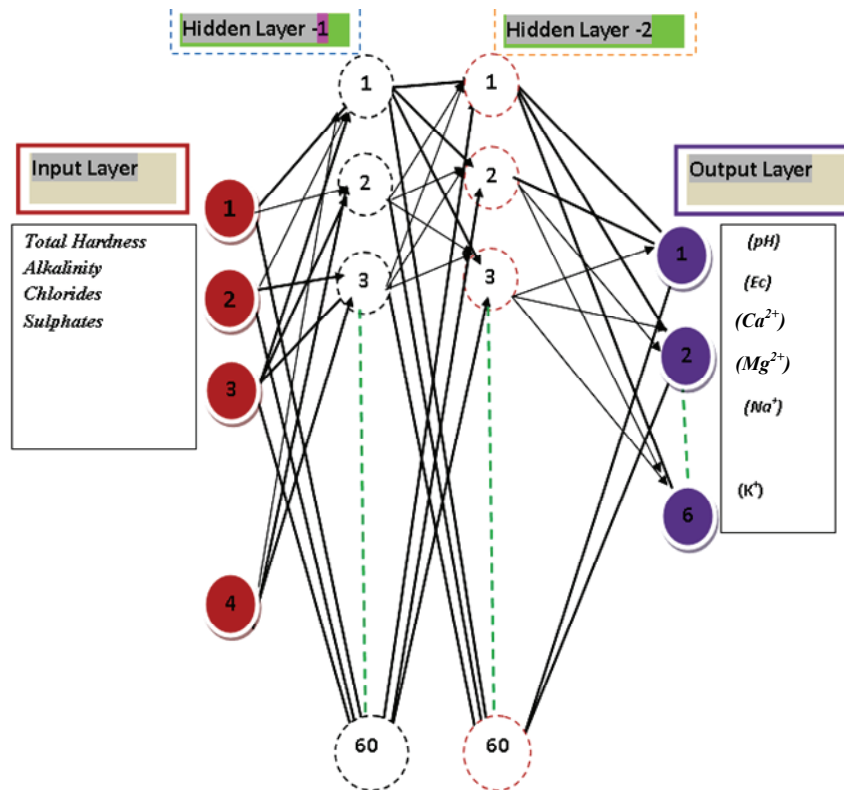 Hidden Layer -1
Hidden Layer -2
1
1
Input Layer
2
2
Output Layer
1
Total Hardness
Alkalinity
Chlorides
Sulphates
3
3
1
{pH}
2
{Ec}
(Ca²⁺)
2
(Mg²⁺)
3
{Na⁺}
(K⁺)
6
4
60
60